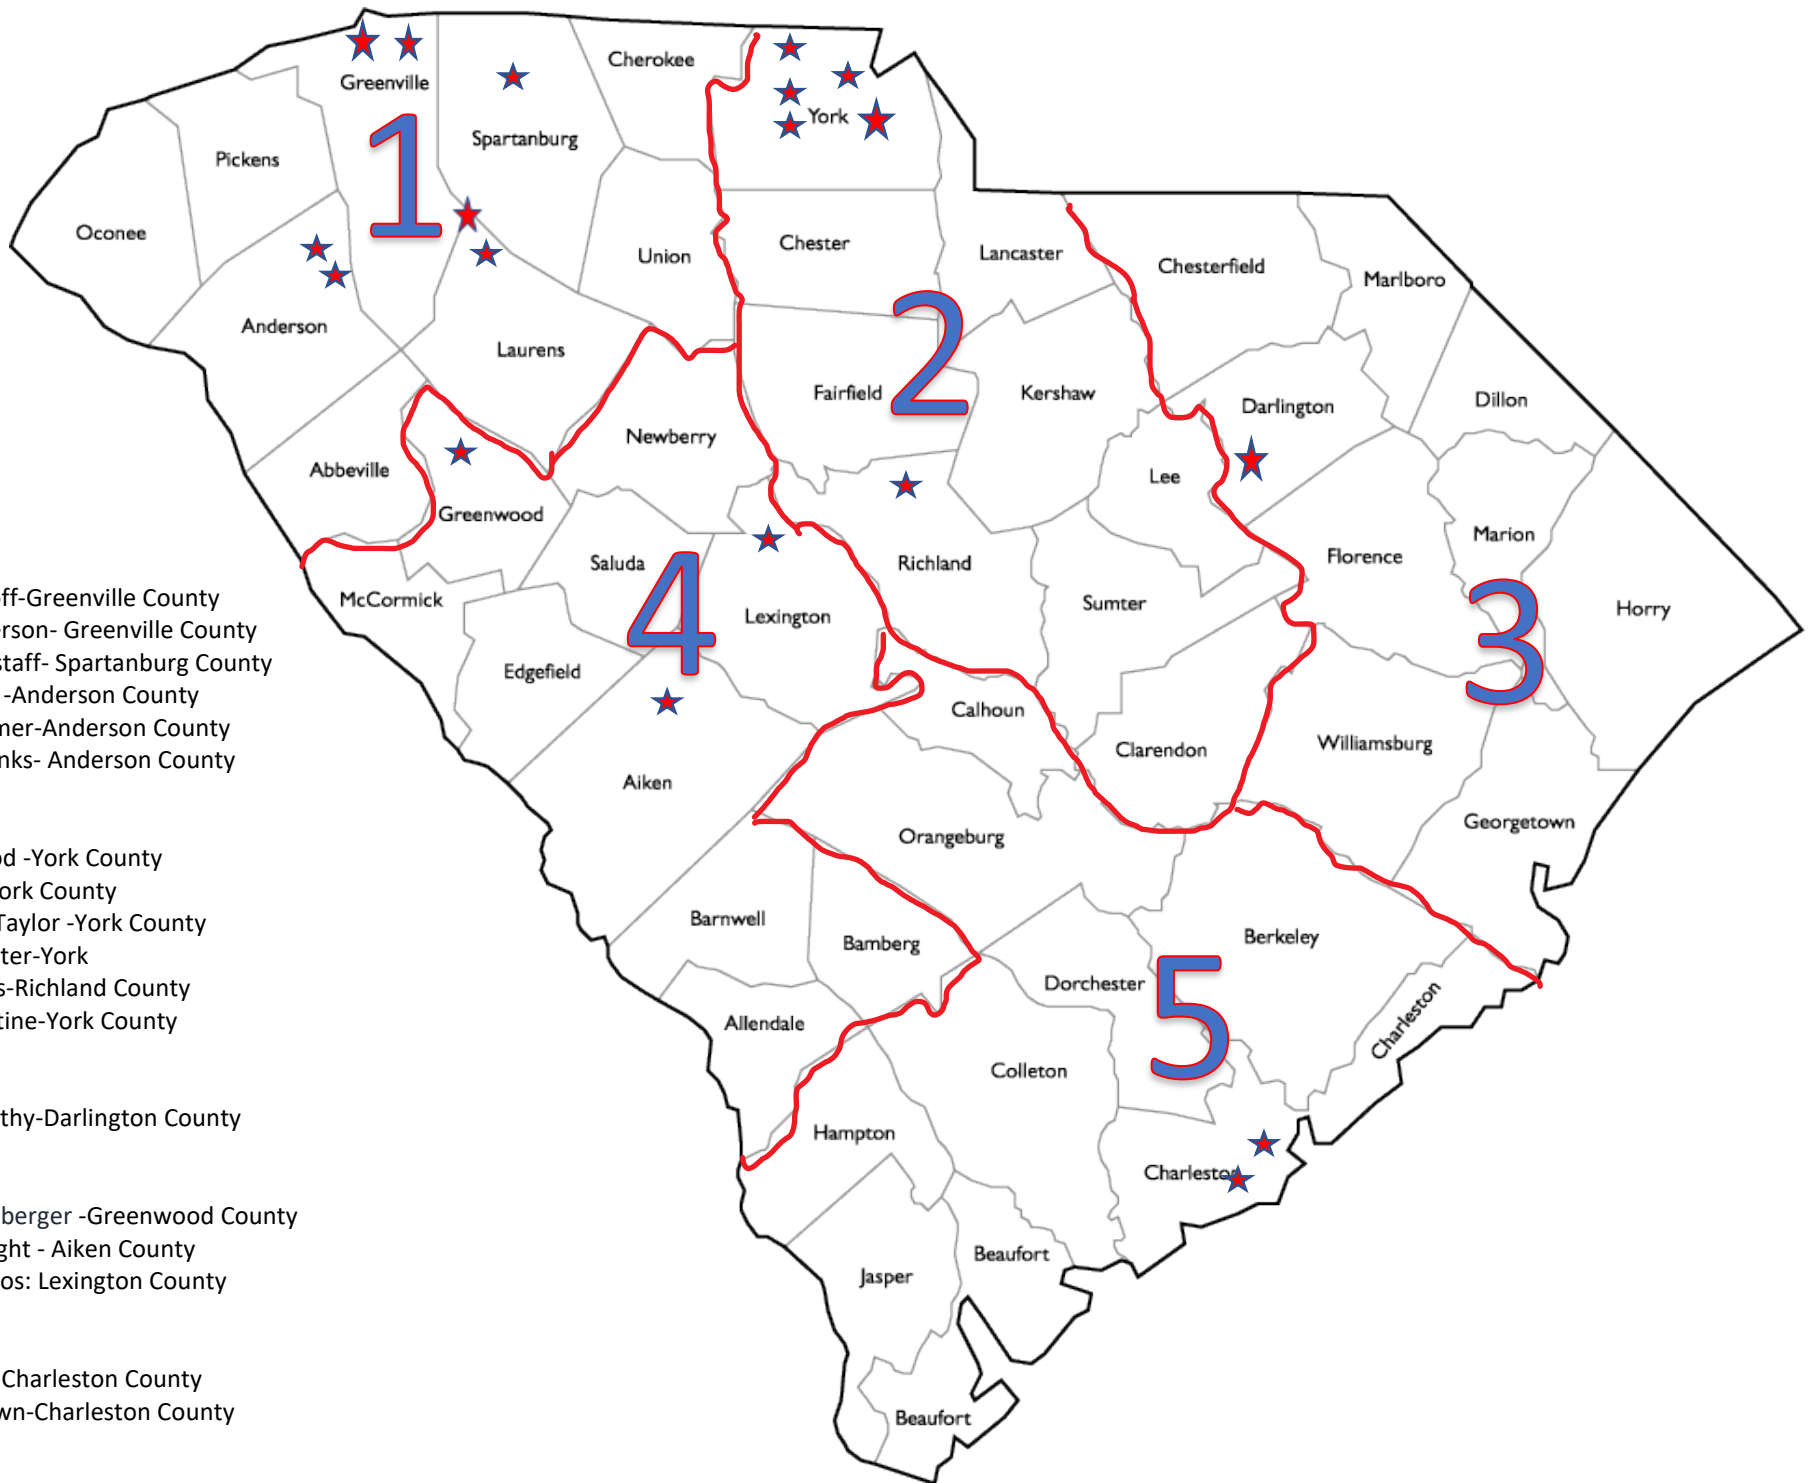 Cherokee
Greenville
York
Spartanburg
1
Pickens
Oconee
Union
Chester
Lancaster
Chesterfield
Marlboro
Anderson
2
Laurens
Fairfield
Kershaw
Darlington
Dillon
Newberry
Abbeville
Lee
Greenwood
Marion
Saluda
Richland
Florence
McCormick
4
Lexington
Sumter
3
Horry
Edgefield
Calhoun
Clarendon
Williamsburg
Aiken
Orangeburg
Georgetown
Barnwell
Bamberg
Berkeley
Dorchester
5
Allendale
Charleston
Colleton
Hampton
Charleston
Beaufort
Jasper
Beaufort
ff-Greenville County
erson- Greenville County
staff- Spartanburg County
-Anderson County
mer-Anderson County
nks- Anderson County
od -York County
ork County
Taylor -York County
ter-York
s-Richland County
tine-York County
thy-Darlington County
berger -Greenwood County
ght - Aiken County
os: Lexington County
Charleston County
wn-Charleston County